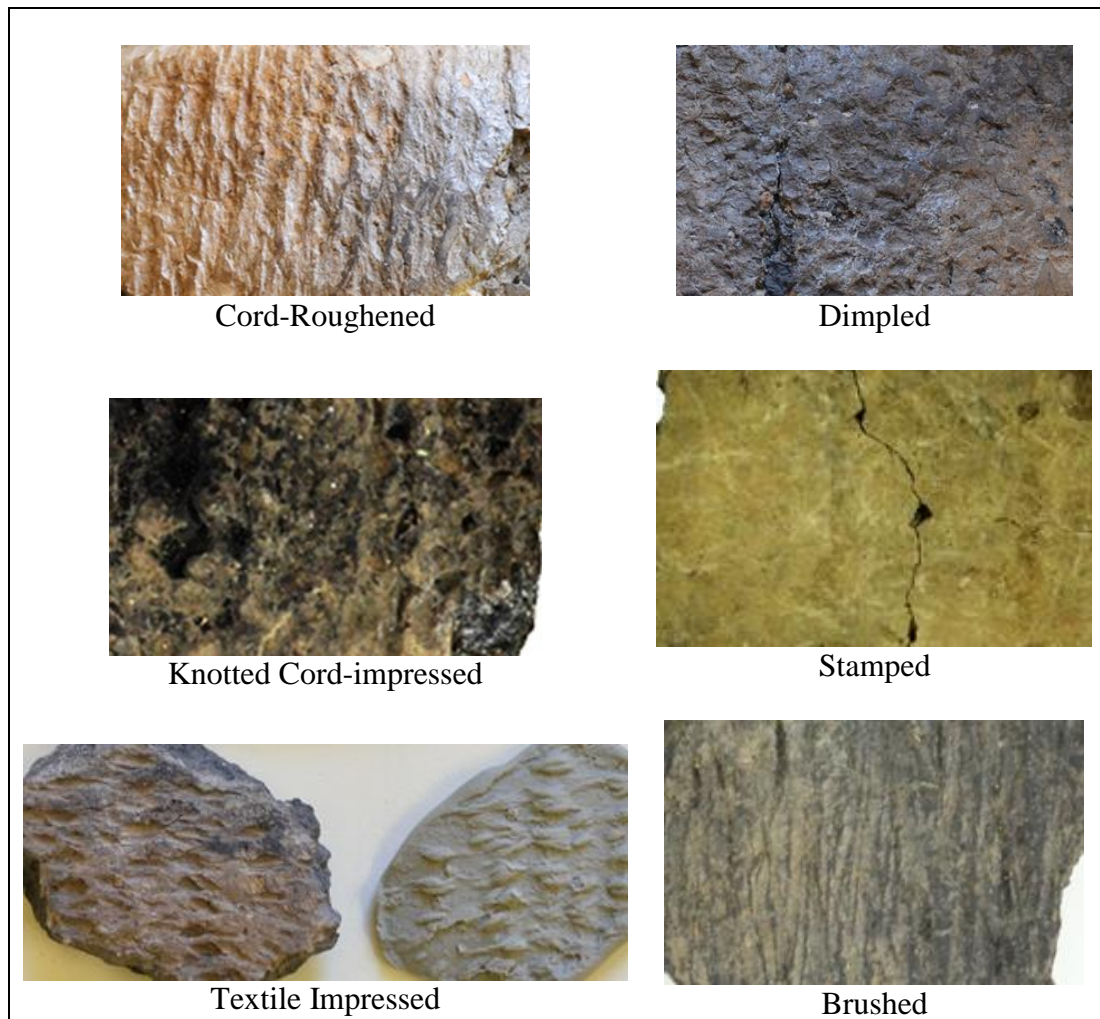 Cord-Roughened
Dimpled
Knotted Cord-impressed
Stamped
Textile Impressed
Brushed